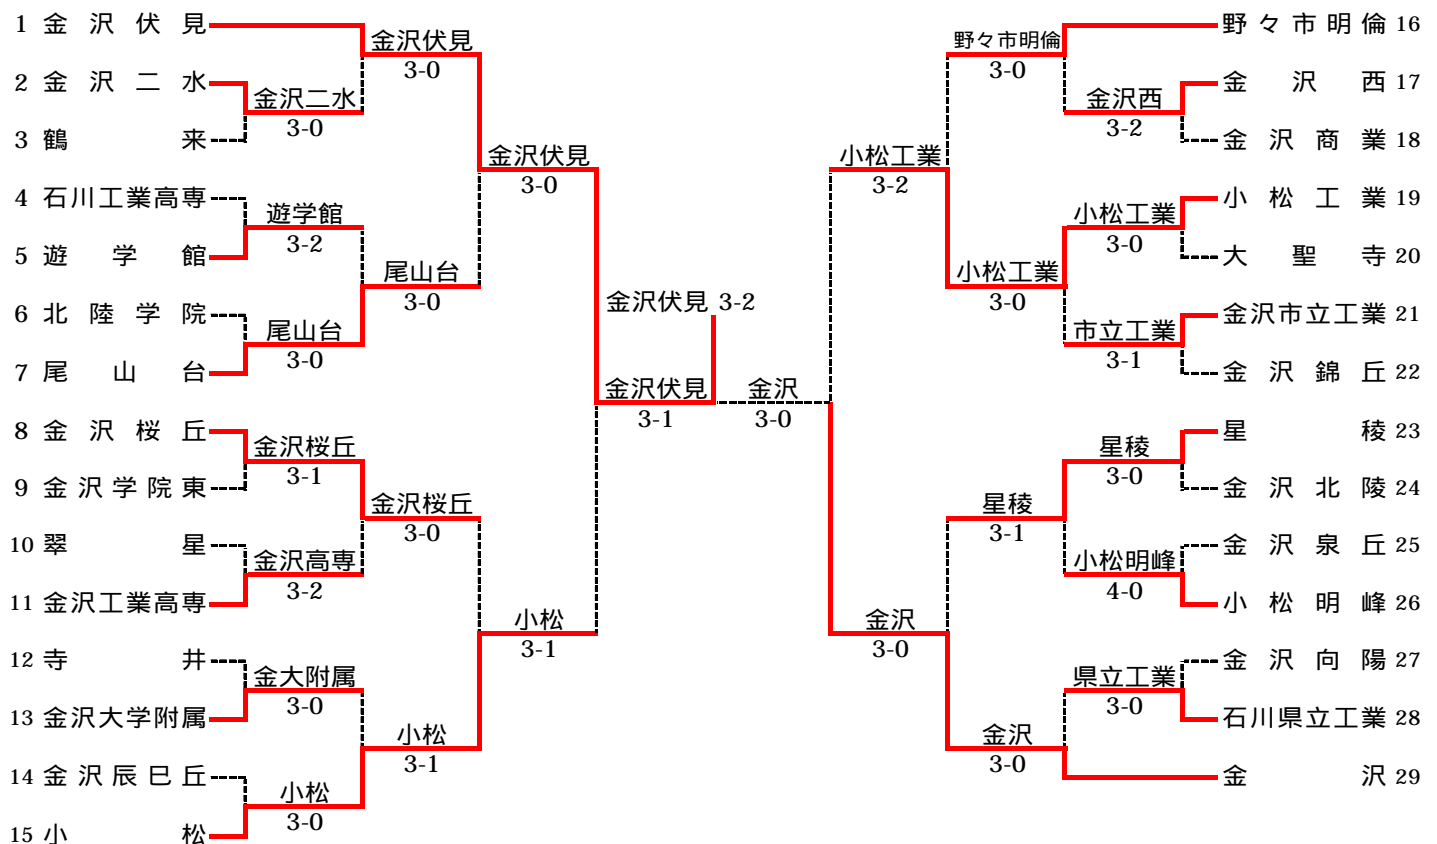 1 金沢伏見
2 金沢二水
3 鶴来
4 石川工業高専
5 遊学館
6 北陸学院
7 尾山台
8 金沢桜丘
9 金沢学院東
10 翠星
11 金沢工業高専
12 寺井
13 金沢大学附属
14 金沢辰巳丘
15 小松
金沢二水
3-0
遊学館
3-2
尾山台
3-0
金沢桜丘
3-1
金沢高専
3-2
金大附属
3-0
小松
3-0
金沢伏見
3-0
尾山台
3-0
金沢桜丘
3-0
小松
3-1
金沢伏見
3-0
小松
3-1
金沢伏見 3-2
金沢伏見
3-1
金沢
3-0
小松工業
3-2
金沢
3-0
野々市明倫
3-0
小松工業
3-0
星稜
3-1
金沢
3-0
金沢西
3-2
小松工業
3-0
市立工業
3-1
星稜
3-0
小松明峰
4-0
県立工業
3-0
野々市明倫 16
金沢西 17
金沢商業 18
小松工業 19
大聖寺 20
金沢市立工業 21
金沢錦丘 22
星稜 23
金沢北陵 24
金沢泉丘 25
小松明峰 26
金沢向陽 27
石川県立工業 28
金沢 29